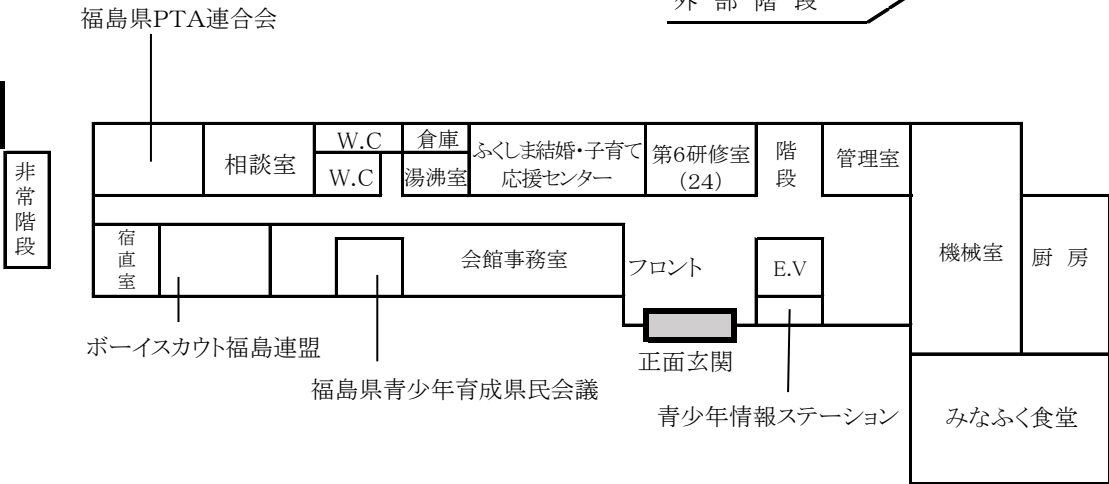 外部階段
福島県PTA連合会
非常階段
相談室
W.C
W.C
倉庫
湯沸室
ふくしま結婚・子育て
応援センター
第6研修室
(24)
階段
管理室
機械室
厨房
宿直室
会館事務室
フロント
E.V
ボーイスカウト福島連盟
福島県青少年育成県民会議
正面玄関
青少年情報ステーション
みなふく食堂